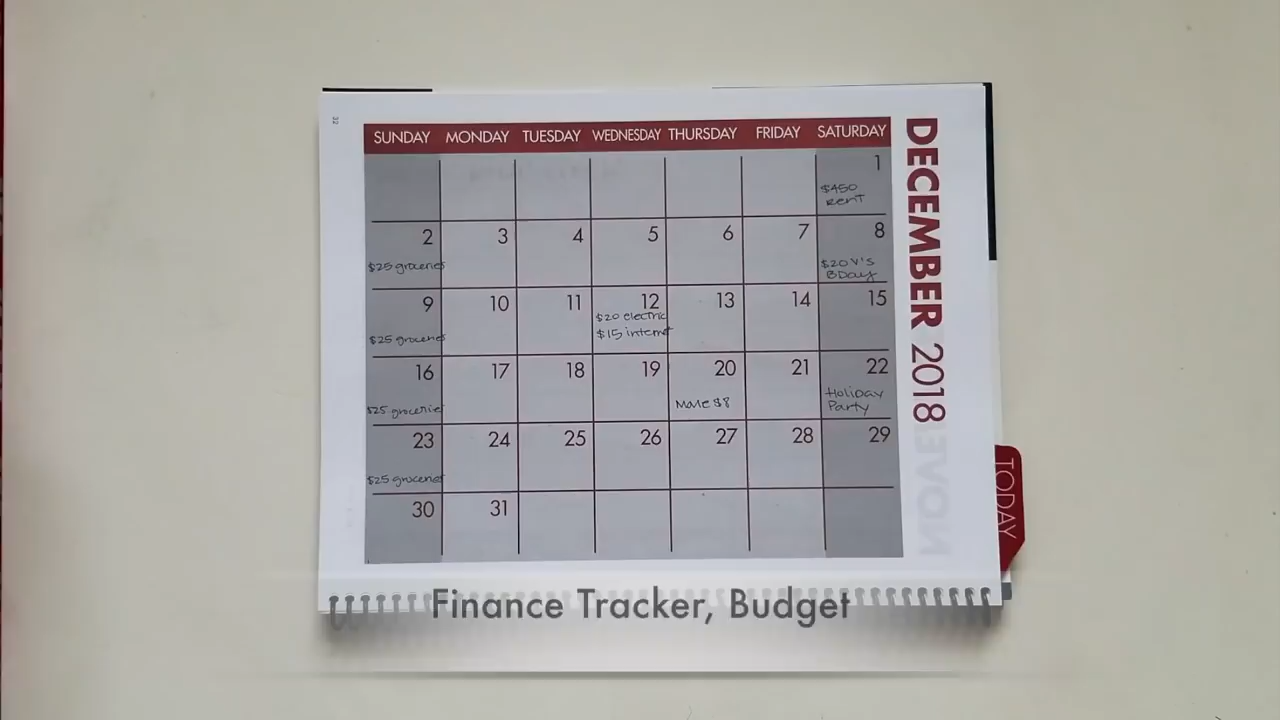 32
DECEMBER 2018
SUNDAY MONDAY TUESDAY WEDNESDAY THURSDAY FRIDAY SATURDAY
1
$450
Rent
2 3 4 5 6 7 8
$25 groceries
$20 V's
BDay
9 10 11 12 13 14 15
$20 electric
$15 internet
$25 groceries
16 17 18 19 20 21 22
$25 groceries
Movie $8
Holiday
Party
23 24 25 26 27 28 29
$25 groceries
30 31
NOVE
TODAY
Finance Tracker, Budget